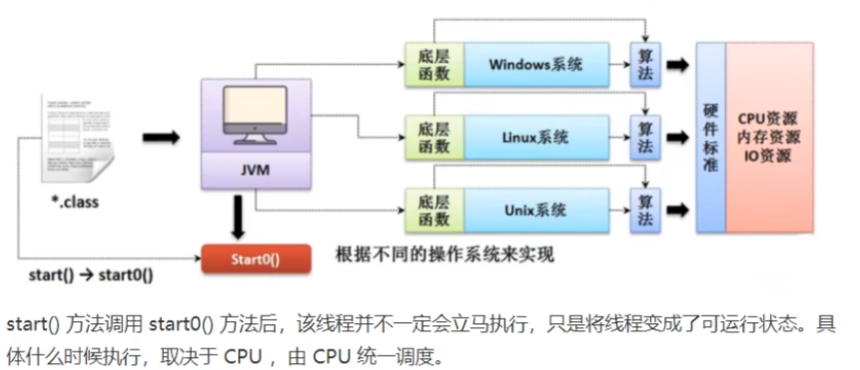 底层
函数
Windows系统
算
法
底层
函数
Linux系统
算
法
底层
函数
Unix系统
算
法
硬
件
标
准
CPU资源
内存资源
IO资源
*.class
JVM
Start0()
start() → start0()
根据不同的操作系统来实现
start() 方法调用 start0() 方法后，该线程并不一定会立马执行，只是将线程变成了可运行状态。具
体什么时候执行，取决于 CPU ，由 CPU 统一调度。